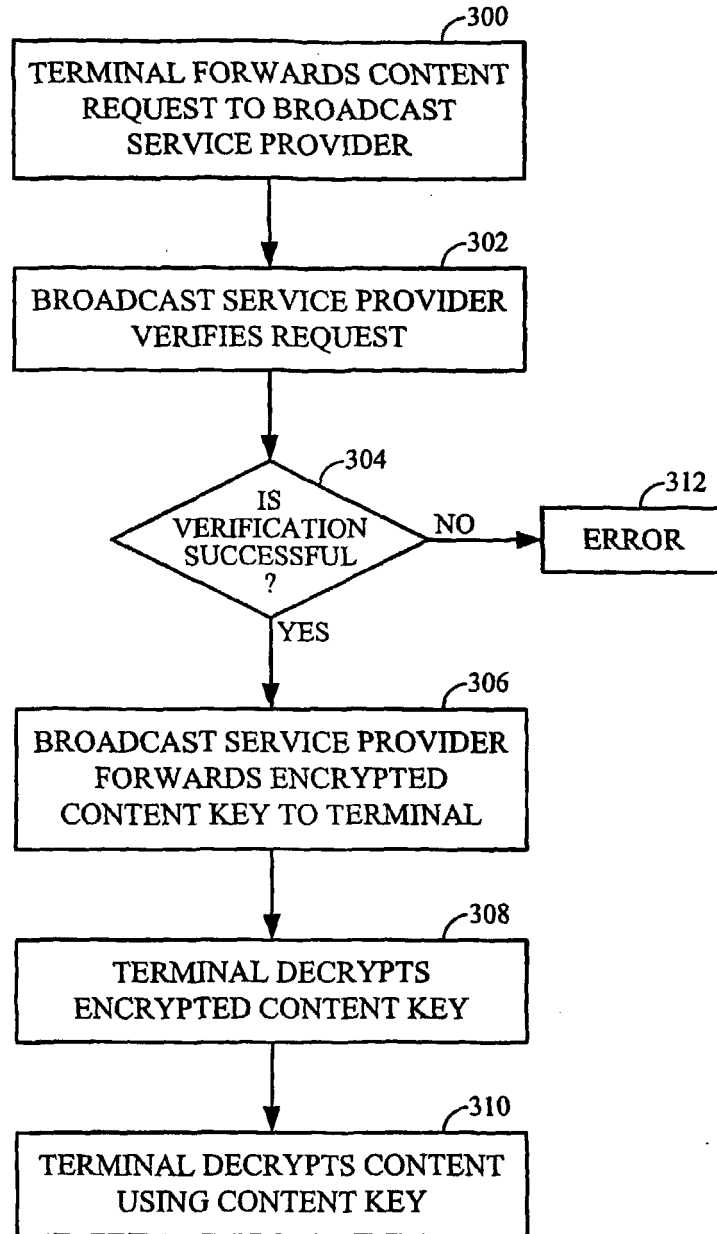 300
TERMINAL FORWARDS CONTENT
REQUEST TO BROADCAST
SERVICE PROVIDER
302
BROADCAST SERVICE PROVIDER
VERIFIES REQUEST
304
IS
VERIFICATION
SUCCESSFUL
?
NO
312
ERROR
YES
306
BROADCAST SERVICE PROVIDER
FORWARDS ENCRYPTED
CONTENT KEY TO TERMINAL
308
TERMINAL DECRYPTS
ENCRYPTED CONTENT KEY
310
TERMINAL DECRYPTS CONTENT
USING CONTENT KEY